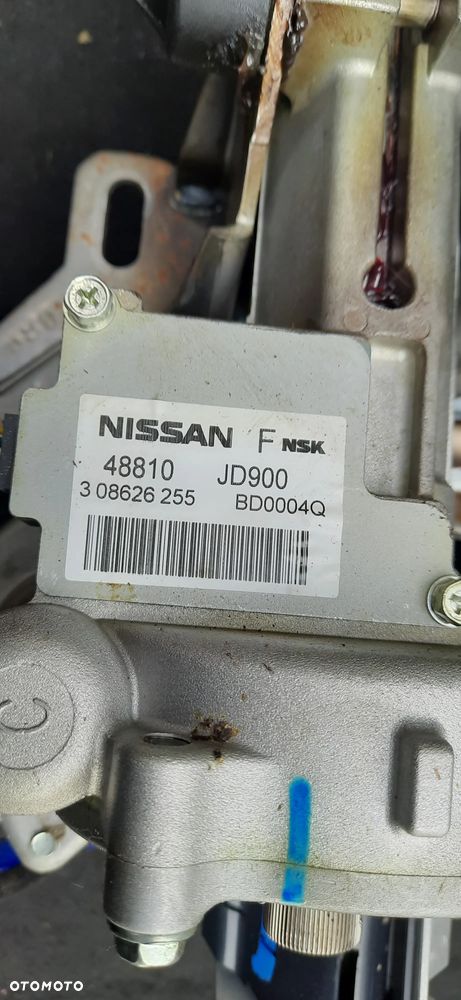 NISSAN F NSK
48810 JD900
3 08626 255 BD0004Q
C
OTOMOTO